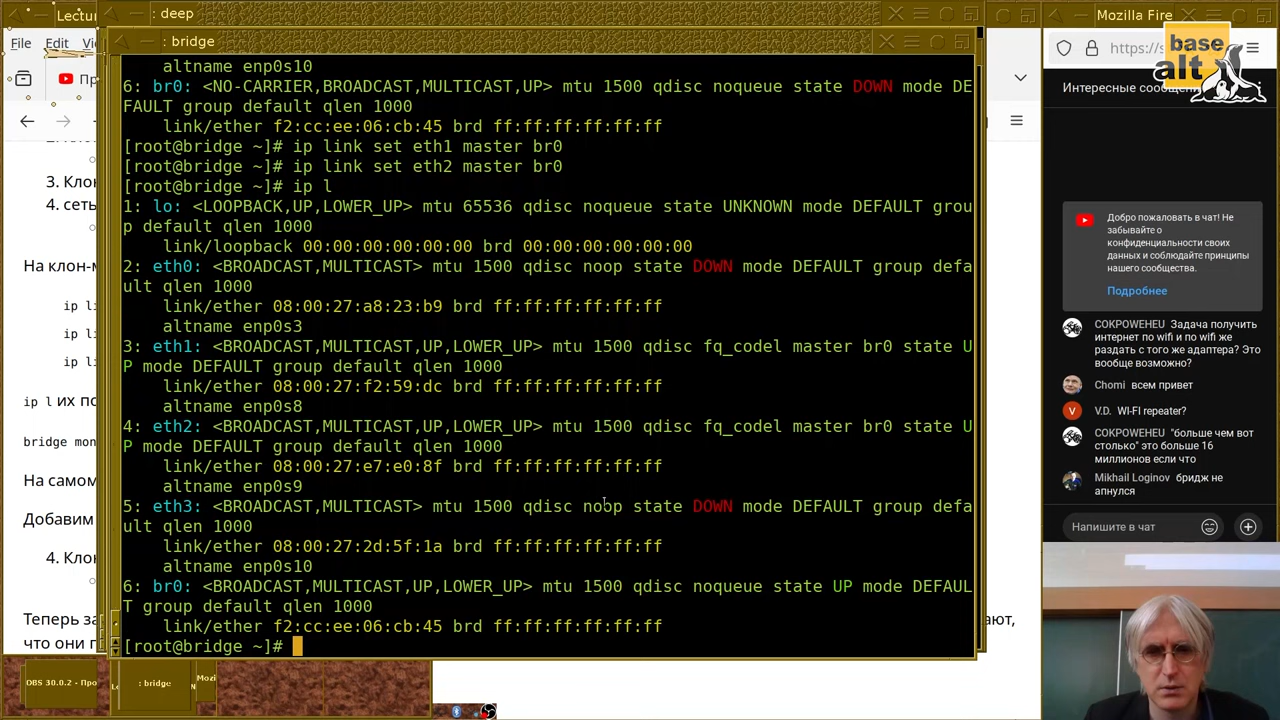 Lectu
: deep
Mozilla Fire
File Edit Vi
: bridge
https://s
base
alt
Пр
Интересные сообщен
altname enp0s10
6: br0: <NO-CARRIER,BROADCAST,MULTICAST,UP> mtu 1500 qdisc noqueue state DOWN mode DE
FAULT group default qlen 1000
link/ether f2:cc:ee:06:cb:45 brd ff:ff:ff:ff:ff:ff
[root@bridge ~]# ip link set eth1 master br0
[root@bridge ~]# ip link set eth2 master br0
[root@bridge ~]# ip l
1: lo: <LOOPBACK,UP,LOWER_UP> mtu 65536 qdisc noqueue state UNKNOWN mode DEFAULT grou
p default qlen 1000
link/loopback 00:00:00:00:00:00 brd 00:00:00:00:00:00
2: eth0: <BROADCAST,MULTICAST> mtu 1500 qdisc noop state DOWN mode DEFAULT group defa
ult qlen 1000
link/ether 08:00:27:a8:23:b9 brd ff:ff:ff:ff:ff:ff
altname enp0s3
3: eth1: <BROADCAST,MULTICAST,UP,LOWER_UP> mtu 1500 qdisc fq_codel master br0 state U
P mode DEFAULT group default qlen 1000
link/ether 08:00:27:f2:59:dc brd ff:ff:ff:ff:ff:ff
altname enp0s8
4: eth2: <BROADCAST,MULTICAST,UP,LOWER_UP> mtu 1500 qdisc fq_codel master br0 state U
P mode DEFAULT group default qlen 1000
link/ether 08:00:27:e7:e0:8f brd ff:ff:ff:ff:ff:ff
altname enp0s9
5: eth3: <BROADCAST,MULTICAST> mtu 1500 qdisc noop state DOWN mode DEFAULT group defa
ult qlen 1000
link/ether 08:00:27:2d:5f:1a brd ff:ff:ff:ff:ff:ff
altname enp0s10
6: br0: <BROADCAST,MULTICAST,UP,LOWER_UP> mtu 1500 qdisc noqueue state UP mode DEFAUL
T group default qlen 1000
link/ether f2:cc:ee:06:cb:45 brd ff:ff:ff:ff:ff:ff
[root@bridge ~]#
3. Клон
4. сеть
На клон-м
ip li
ip li
ip li
ip l их по
bridge mon
На самом
Добавим
4. Клон
Теперь за
ают,
что они п
Добро пожаловать в чат! Не
забывайте о
конфиденциальности своих
данных и соблюдайте принципы
нашего сообщества.
Подробнее
COKPOWEHEU Задача получить
интернет по wifi и по wifi же
раздать с того же адаптера? Это
вообще возможно?
Chomi всем привет
V
V.D. WI-FI repeater?
COKPOWEHEU "больше чем вот
столько" это больше 16
миллионов если что
Mikhail Loginov бридж не
апнулся
Напишите в чат
OBS 30.0.2 - Про
: bridge
Mozi